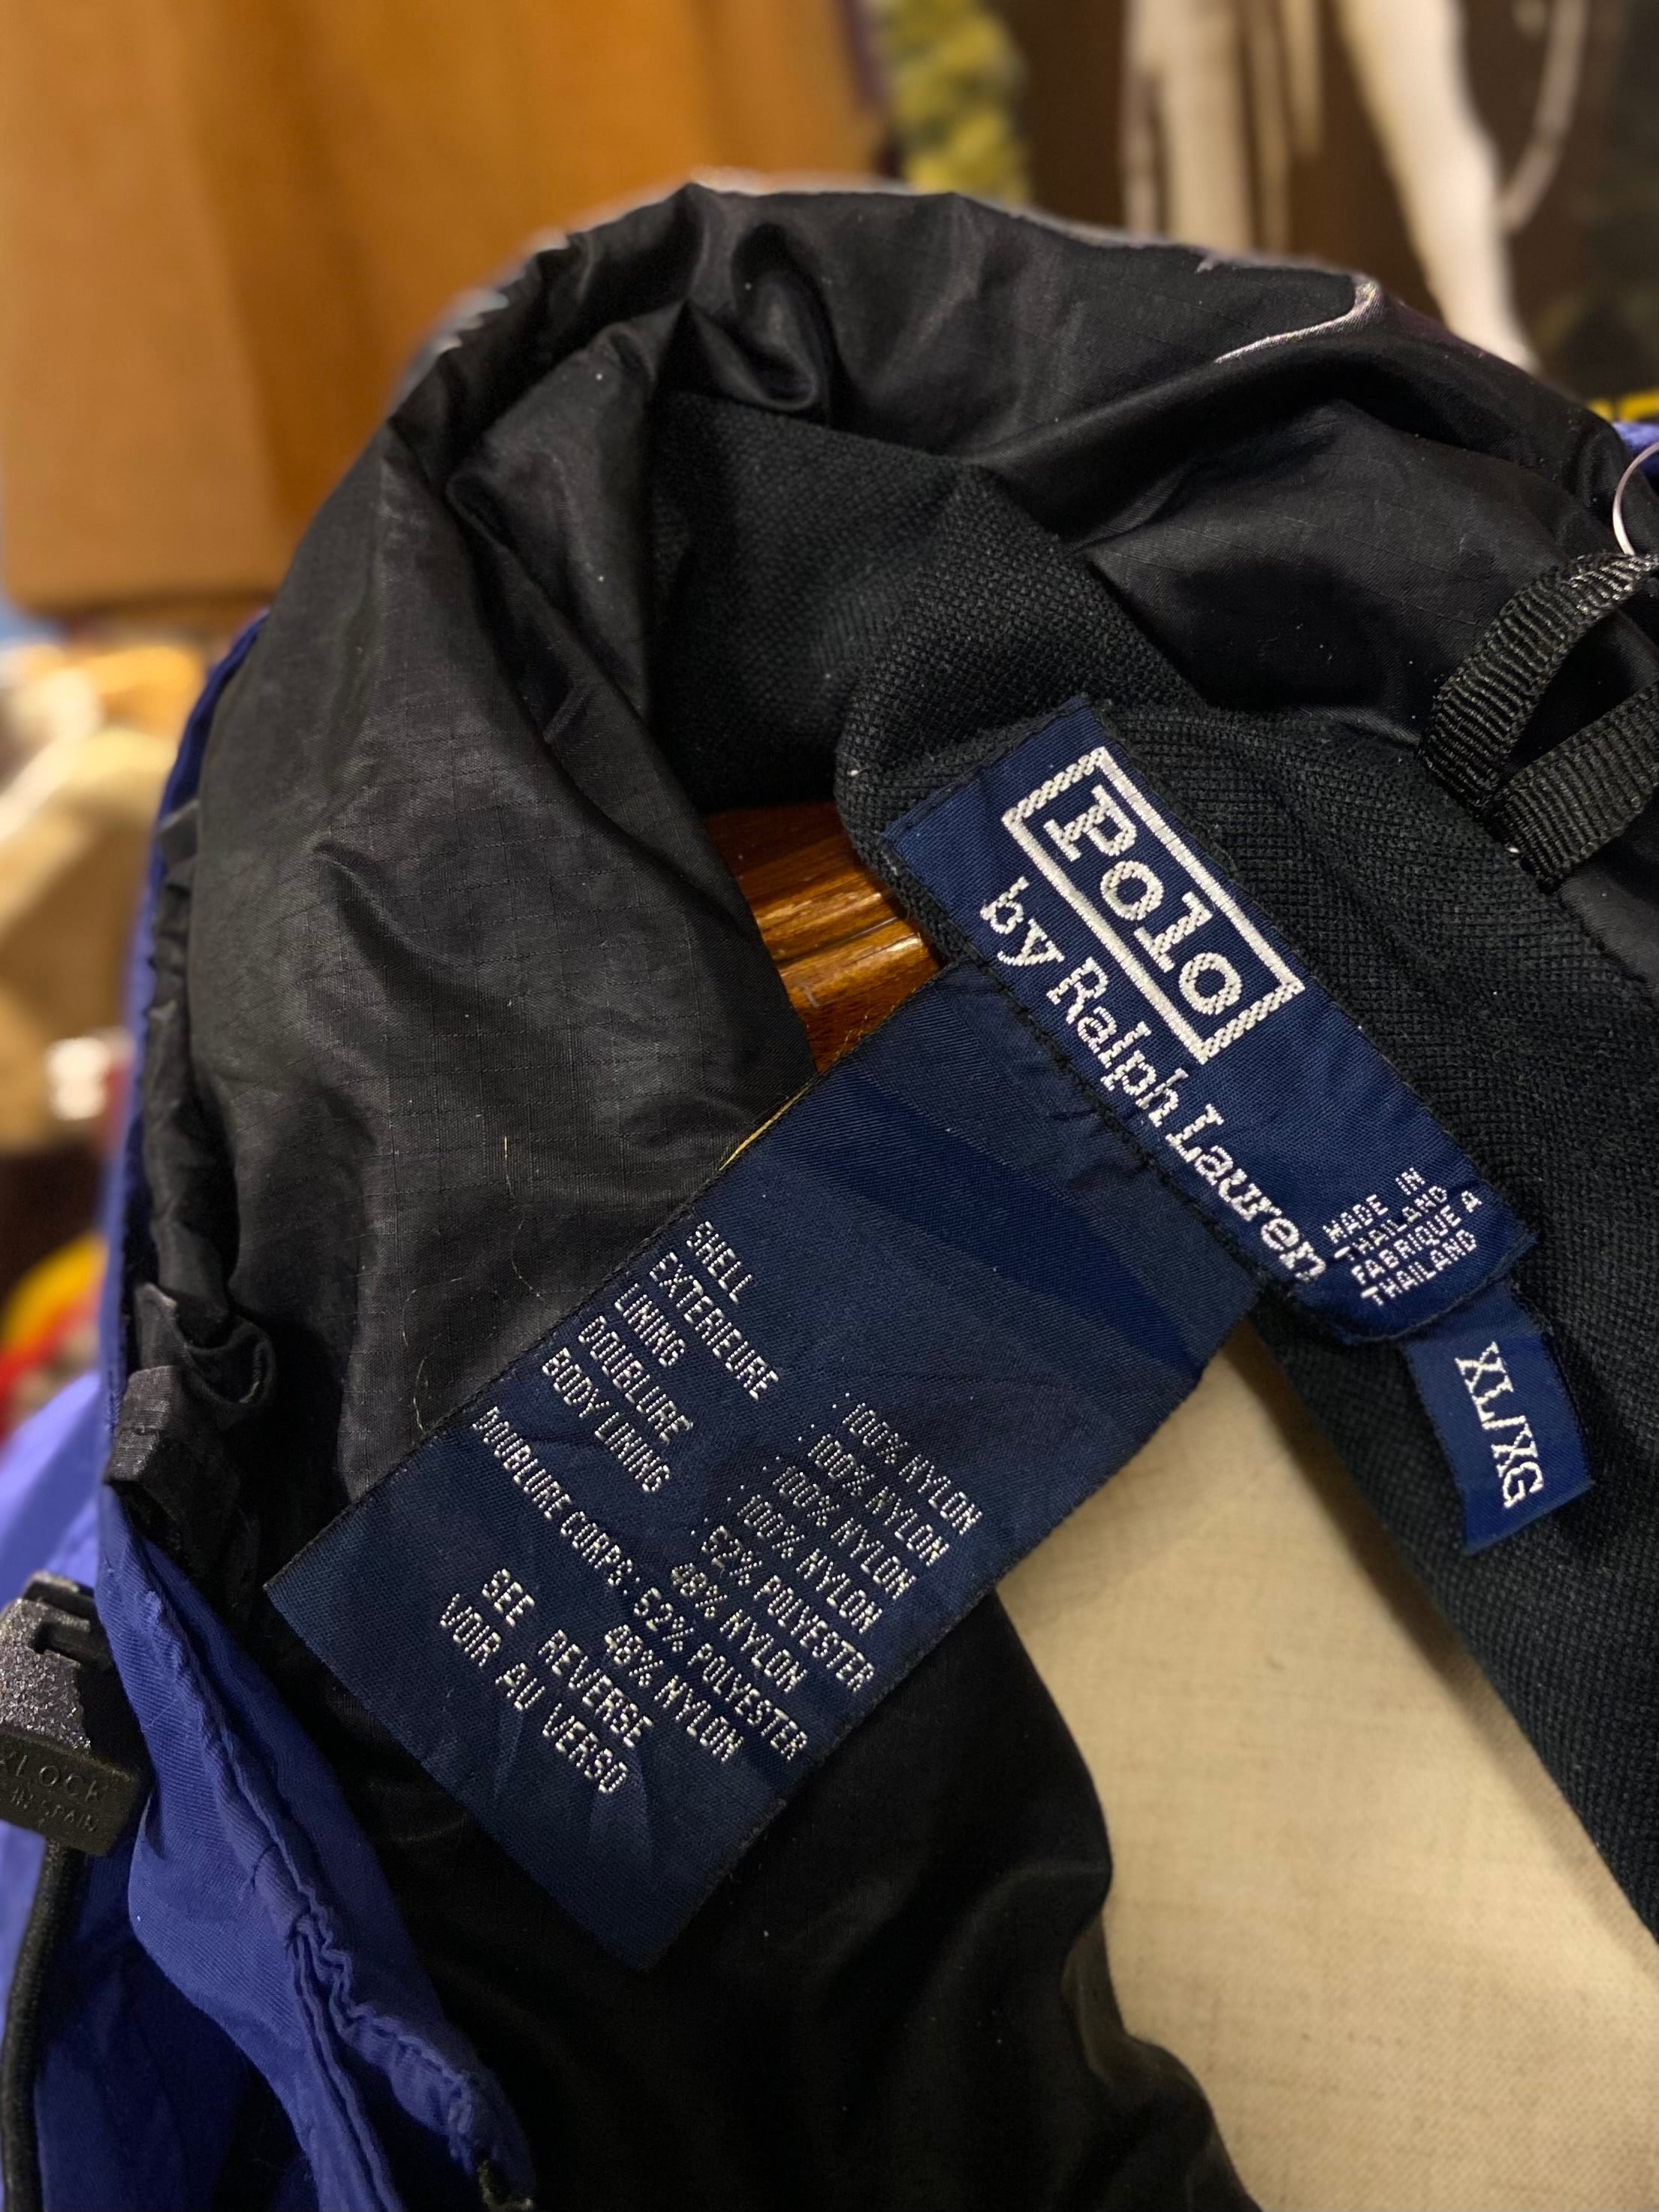 Polo
by Ralph Lauren
MADE IN
THAILAND
FABRIQUE A
THAILAND
XL/XG
SHELL : 100% NYLON
EXTERIEURE : 100% NYLON
LINING : 100% NYLON
DOUBLURE : 100% NYLON
BODY LINING : 52% POLYESTER
48% NYLON
DOUBLURE CORPS: 52% POLYESTER
48% NYLON
SEE REVERSE
VOIR AU VERSO
IN SPAIN